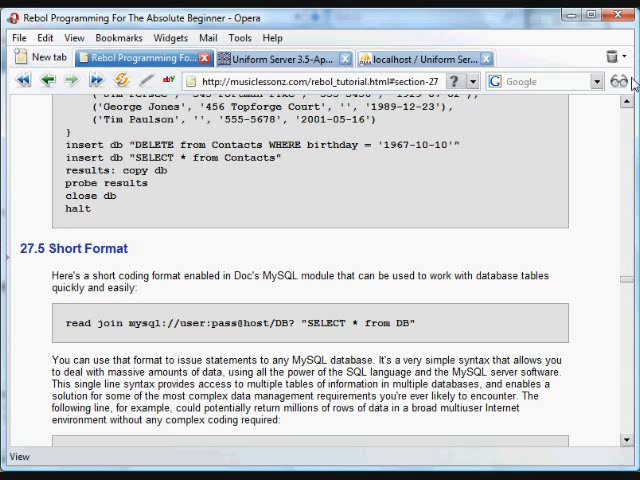 Rebol Programming For The Absolute Beginner - Opera
File Edit View Bookmarks Widgets Mail Tools Help
New tab Rebol Programming Fo... Uniform Server 3.5-Ap... localhost / Uniform Ser...
http://musiclessonz.com/rebol_tutorial.html#section-27 ? Google
('George Jones', '456 Topforge Court', '', '1989-12-23'),
('Tim Paulson', '', '555-5678', '2001-05-16')
}
insert db "DELETE from Contacts WHERE birthday = '1967-10-10'"
insert db "SELECT * from Contacts"
results: copy db
probe results
close db
halt
27.5 Short Format
Here's a short coding format enabled in Doc's MySQL module that can be used to work with database tables
quickly and easily:
read join mysql://user:pass@host/DB? "SELECT * from DB"
You can use that format to issue statements to any MySQL database. It's a very simple syntax that allows you
to deal with massive amounts of data, using all the power of the SQL language and the MySQL server software.
This single line syntax provides access to multiple tables of information in multiple databases, and enables a
solution for some of the most complex data management requirements you're ever likely to encounter. The
following line, for example, could potentially return millions of rows of data in a broad multiuser Internet
environment without any complex coding required:
View